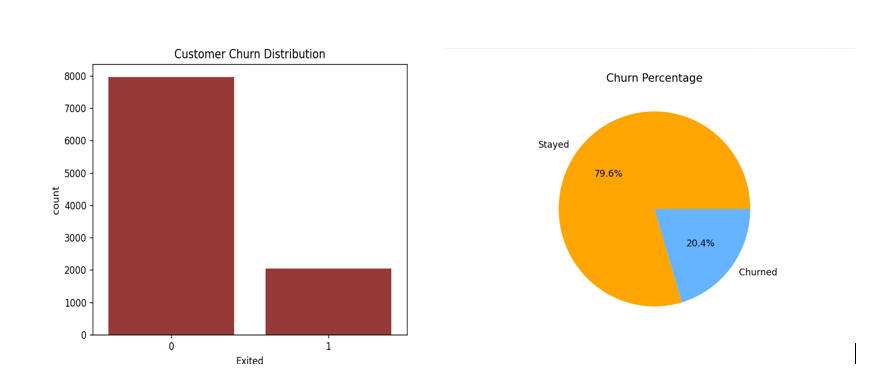 Customer Churn Distribution
8000
7000
6000
5000
4000
3000
2000
1000
0
count
0 1
Exited
Churn Percentage
Stayed
79.6%
20.4%
Churned